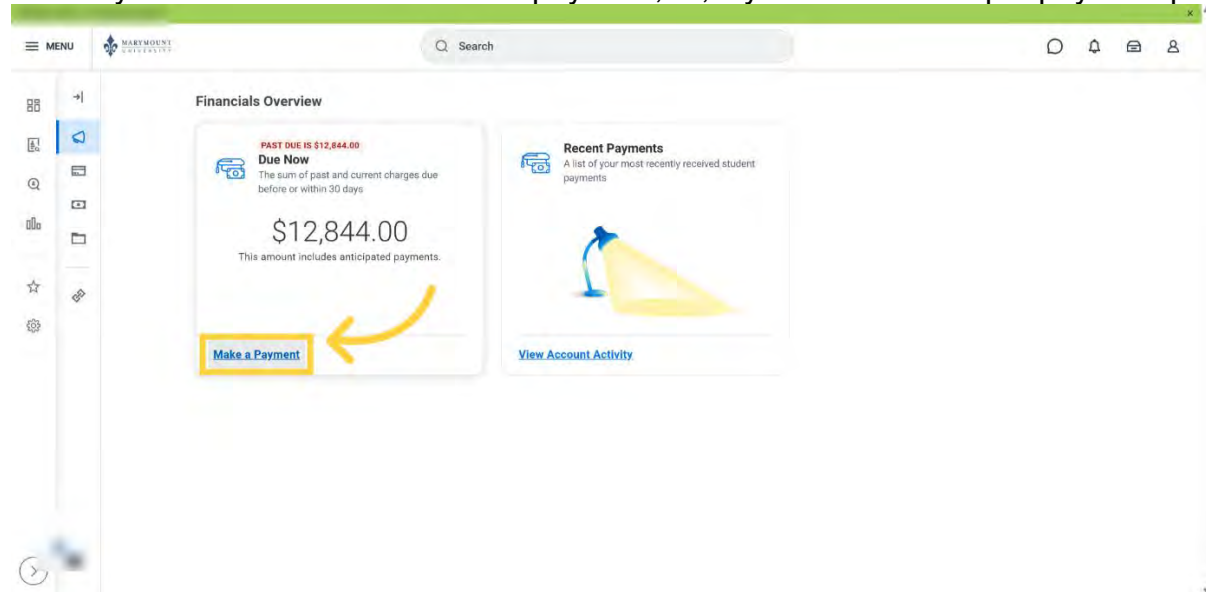 MENU
MARYMOUNT
UNIVERSITY
Search
Financials Overview
PAST DUE IS $12,844.00
Due Now
The sum of past and current charges due
before or within 30 days
$12,844.00
This amount includes anticipated payments.
Make a Payment
Recent Payments
A list of your most recently received student
payments
View Account Activity